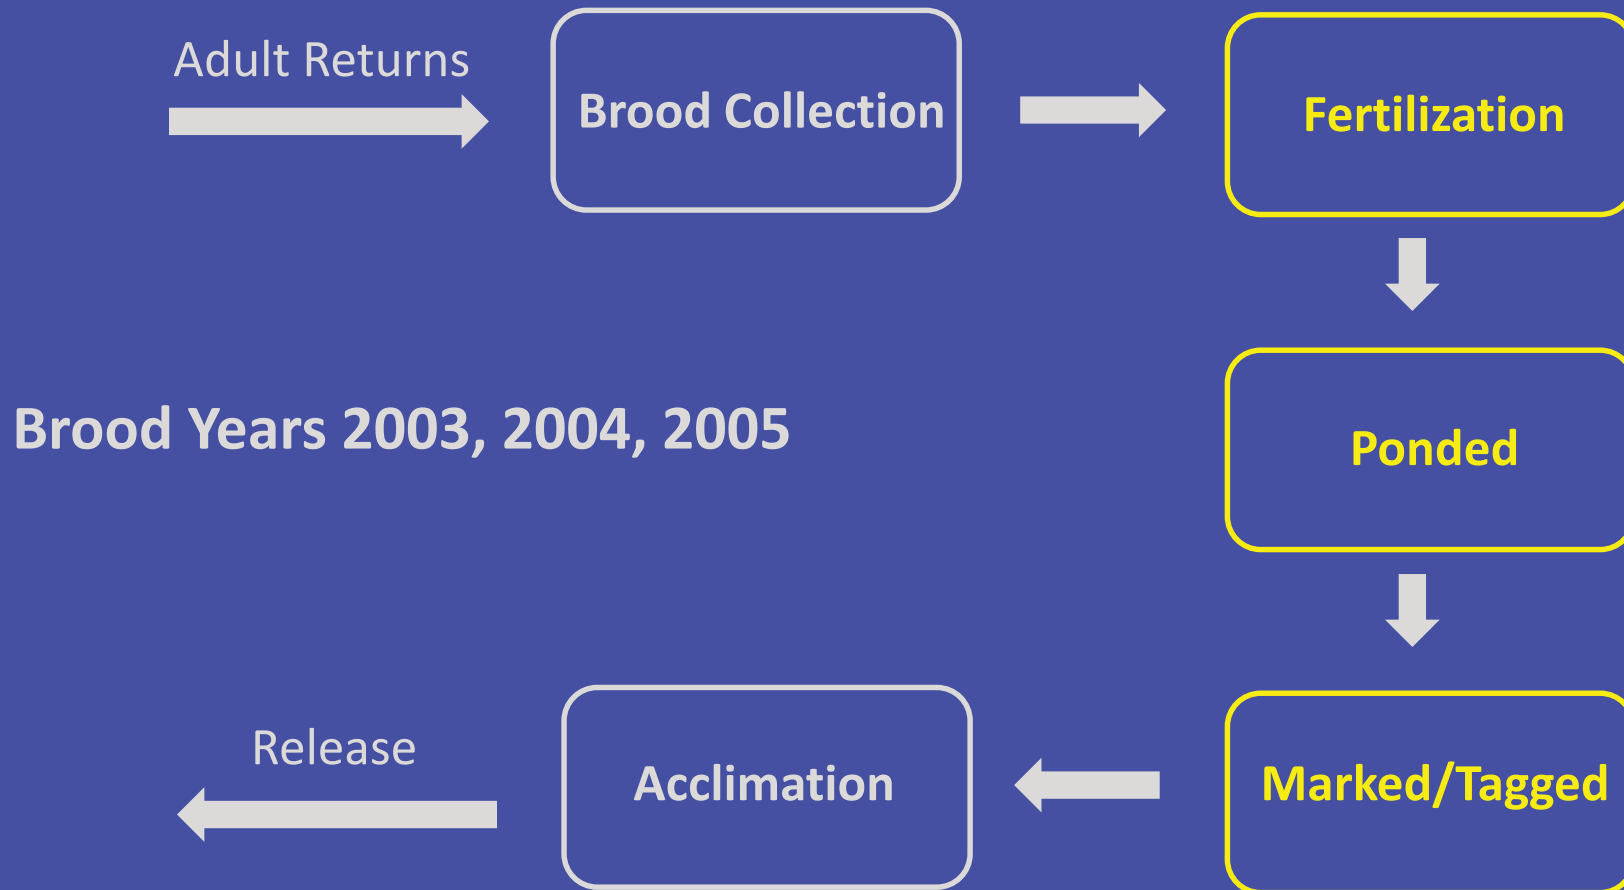 Adult Returns
Brood Collection
Fertilization
Brood Years 2003, 2004, 2005
Ponded
Release
Acclimation
Marked/Tagged